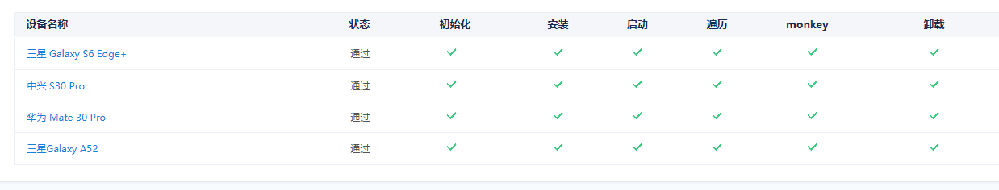 设备名称 状态 初始化 安装 启动 遍历 monkey 卸载
三星 Galaxy S6 Edge+ 通过
中兴 S30 Pro 通过
华为 Mate 30 Pro 通过
三星Galaxy A52 通过